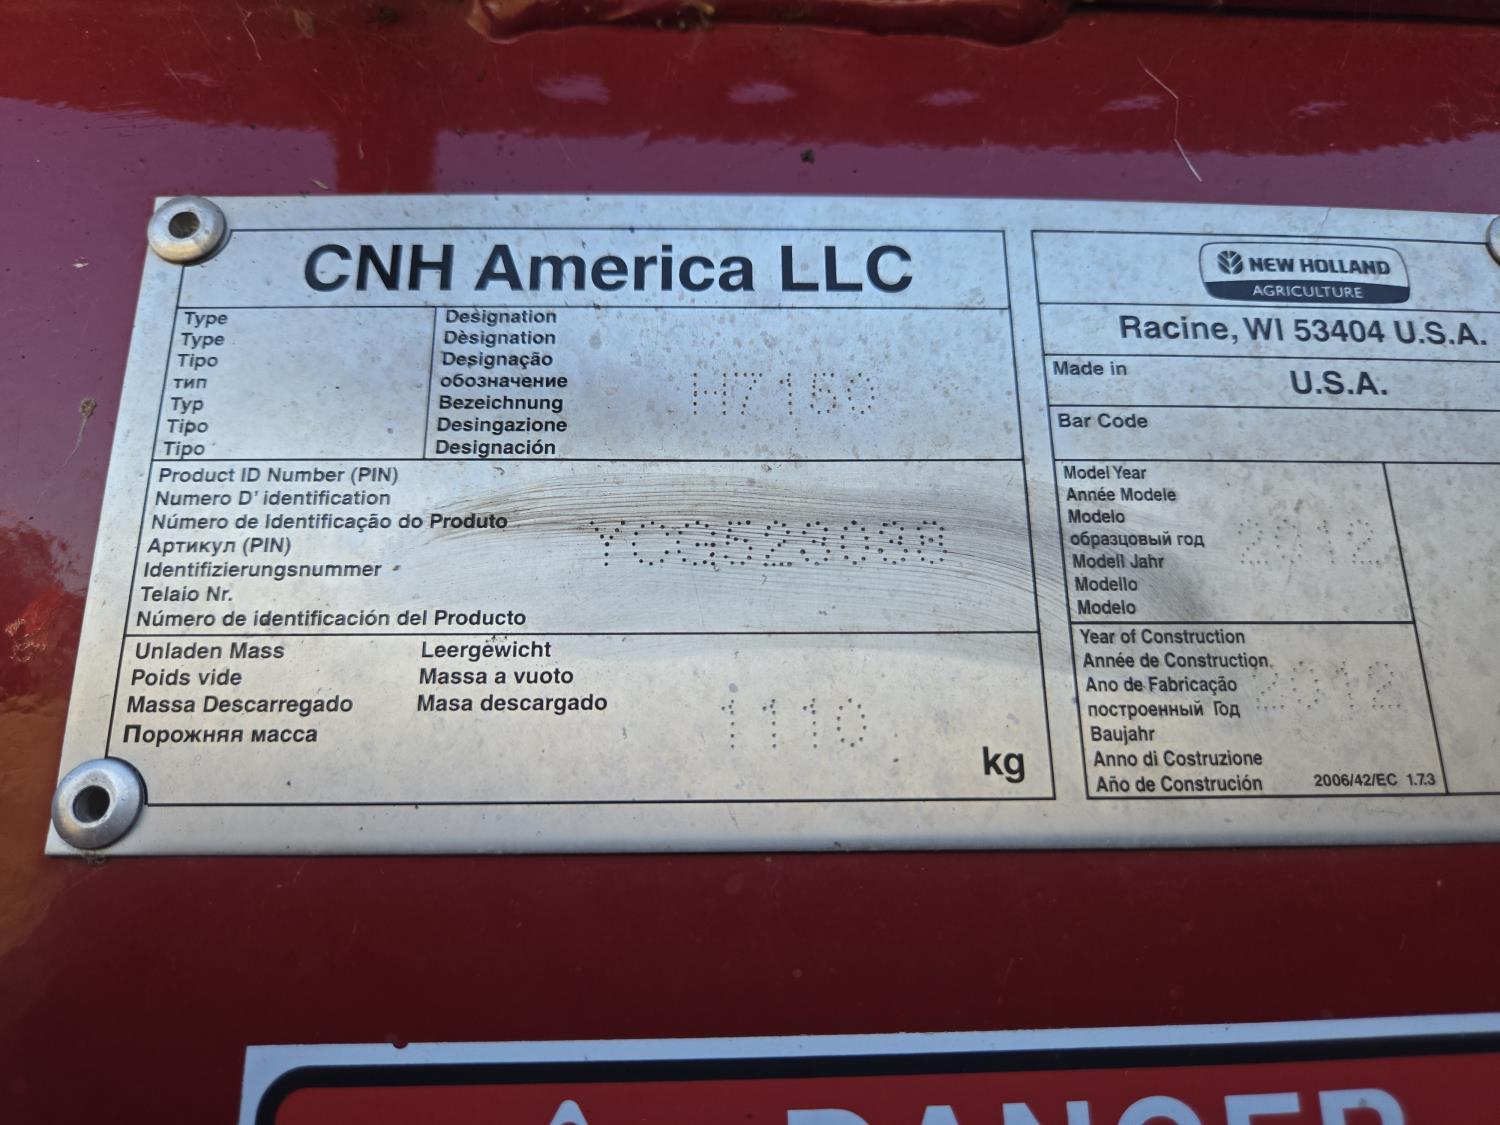 CNH America LLC
Type
Type
Tipo
тип
Typ
Tipo
Tipo
Designation
Dèsignation
Designação
обозначение
Bezeichnung
Desingazione
Designación
H7150
Product ID Number (PIN)
Numero D' identification
Número de Identificação do Produto
Артикул (PIN)
Identifizierungsnummer
Telaio Nr.
Número de identificación del Producto
Unladen Mass
Poids vide
Massa Descarregado
Порожняя масса
Leergewicht
Massa a vuoto
Masa descargado
1110
kg
NEW HOLLAND
AGRICULTURE
Racine, WI 53404 U.S.A.
Made in
U.S.A.
Bar Code
Model Year
Année Modele
Modelo
образцовый год
Modell Jahr
Modello
Modelo
2012
Year of Construction
Année de Construction
Ano de Fabricação
построенный Год
Baujahr
Anno di Costruzione
Año de Construción
2012
2006/42/EC 1.7.3
DANGER